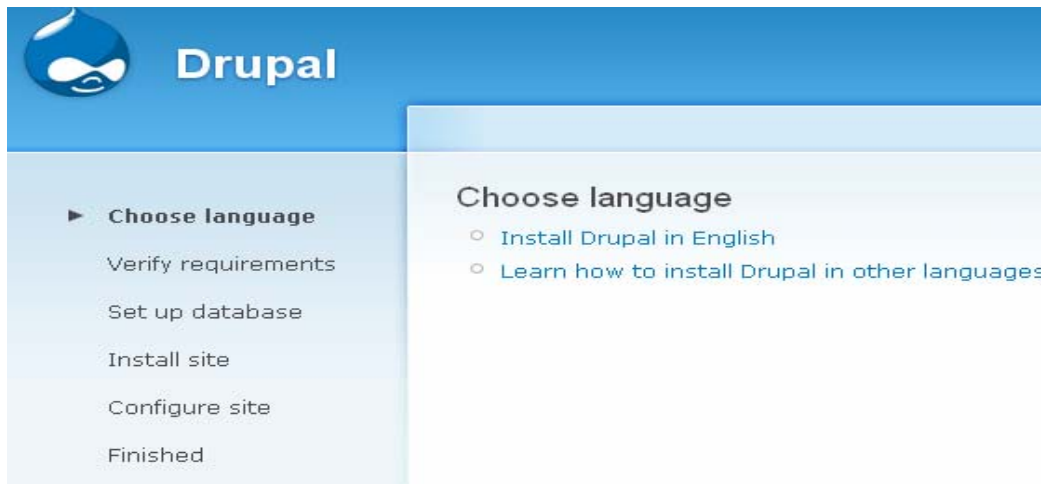 Drupal
Choose language
Verify requirements
Set up database
Install site
Configure site
Finished
Choose language
Install Drupal in English
Learn how to install Drupal in other languages